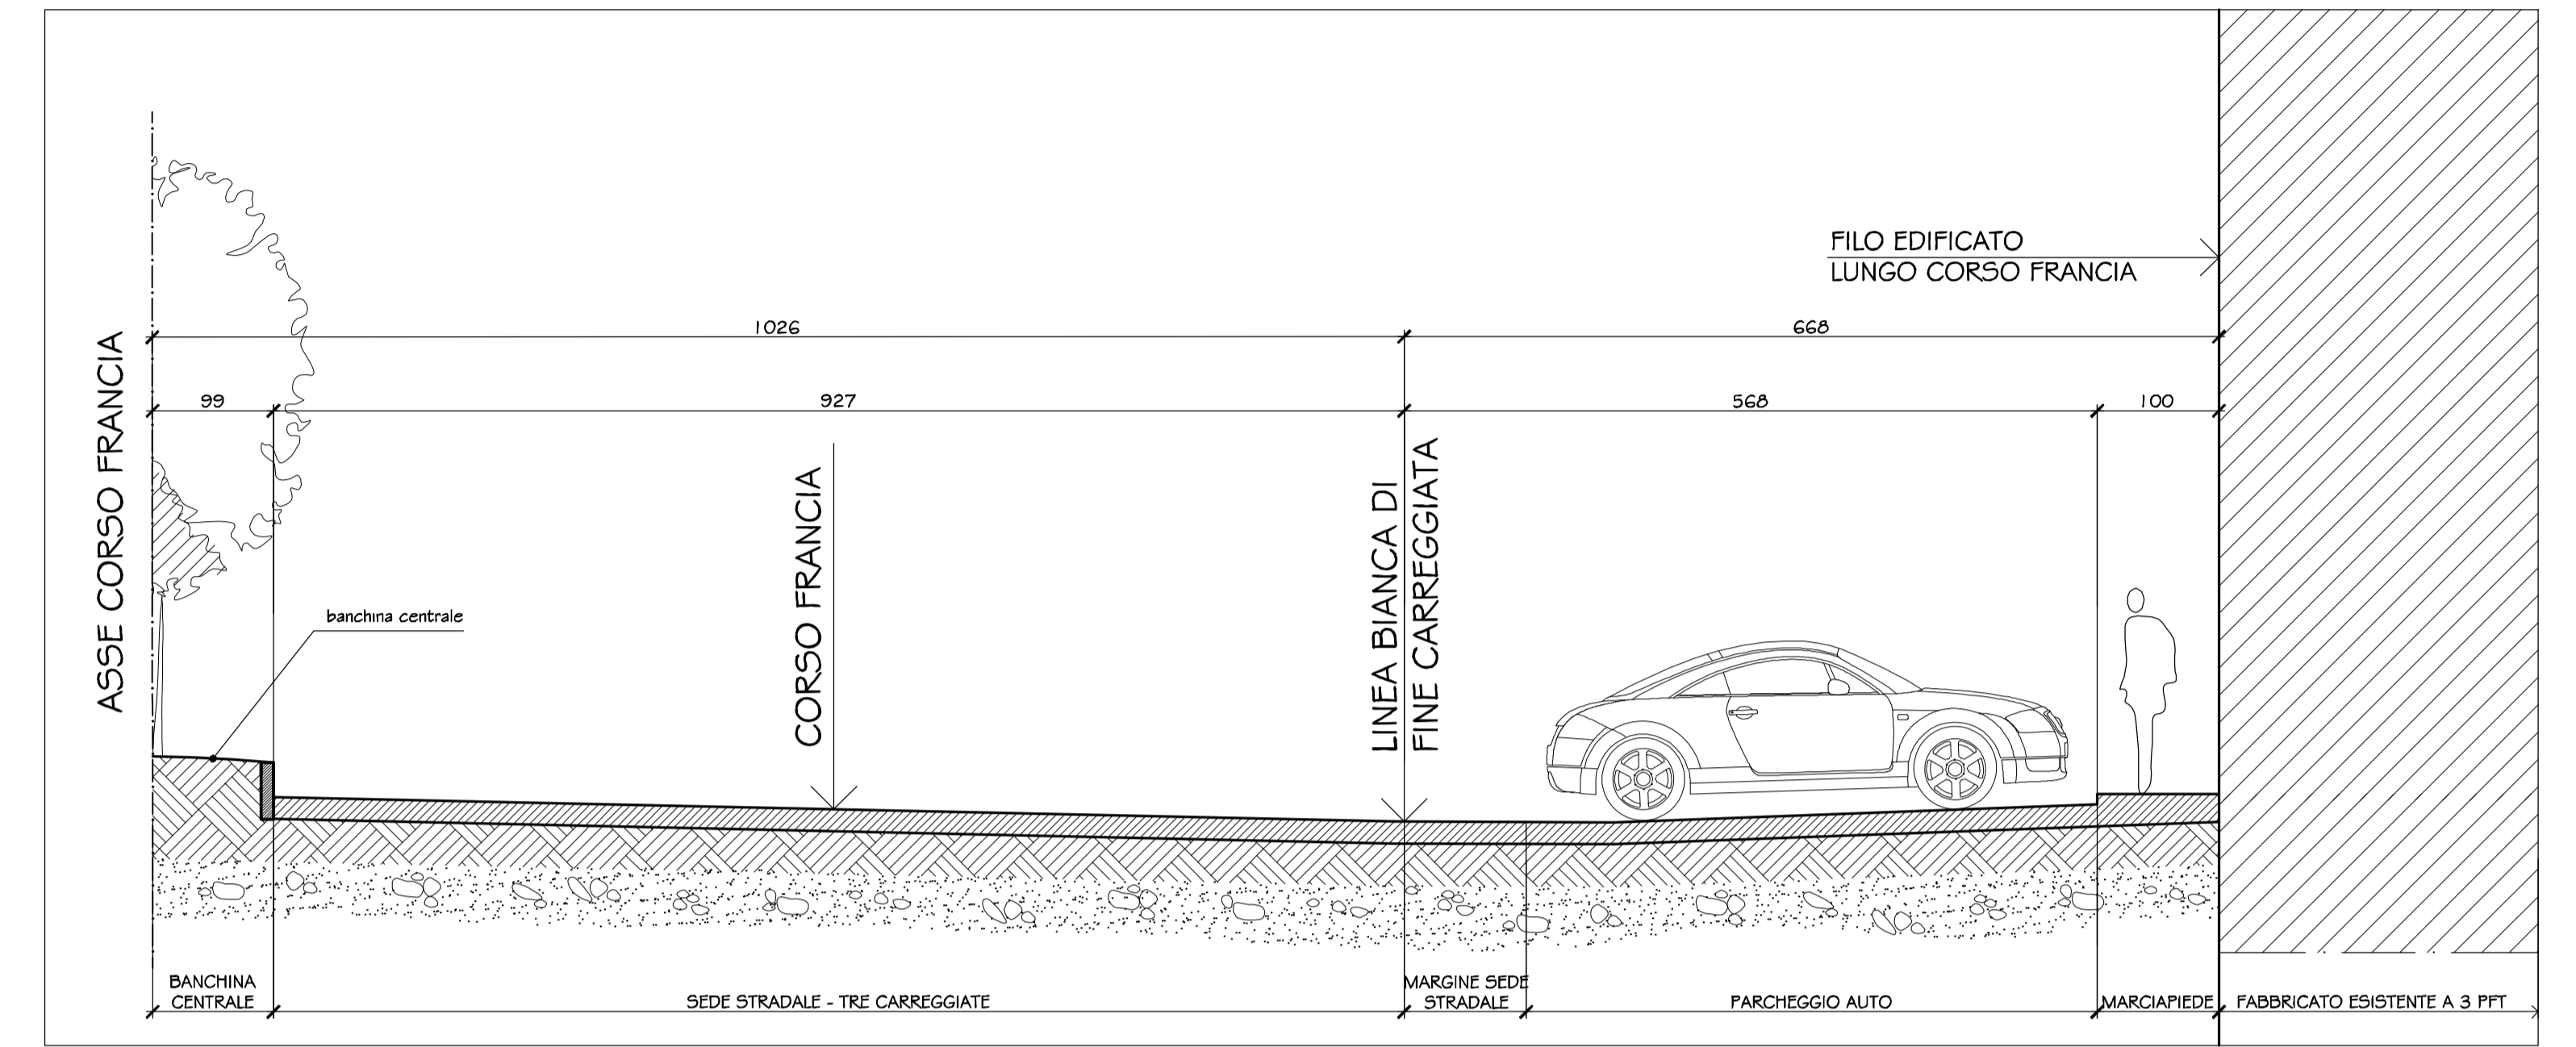 FILO EDIFICATO
LUNGO CORSO FRANCIA
1026
668
99
927
568
100
ASSE CORSO FRANCIA
CORSO FRANCIA
LINEA BIANCA DI
FINE CARREGGIATA
banchina centrale
BANCHINA
CENTRALE
SEDE STRADALE - TRE CARREGGIATE
MARGINE SEDE
STRADALE
PARCHEGGIO AUTO
MARCIAPIEDE
FABBRICATO ESISTENTE A 3 PFT